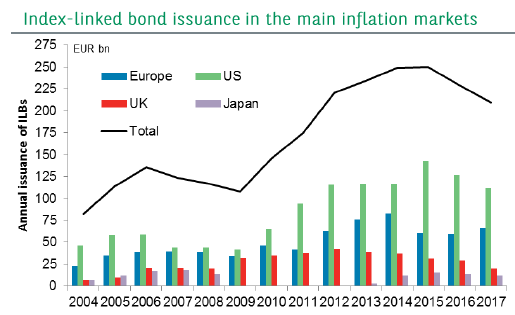 Index-linked bond issuance in the main inflation markets
275
EUR bn
250
Europe
US
225
UK
Japan
200
Total
175
150
125
100
75
50
25
0
Annual issuance of ILBs
2004 2005 2006 2007 2008 2009 2010 2011 2012 2013 2014 2015 2016 2017